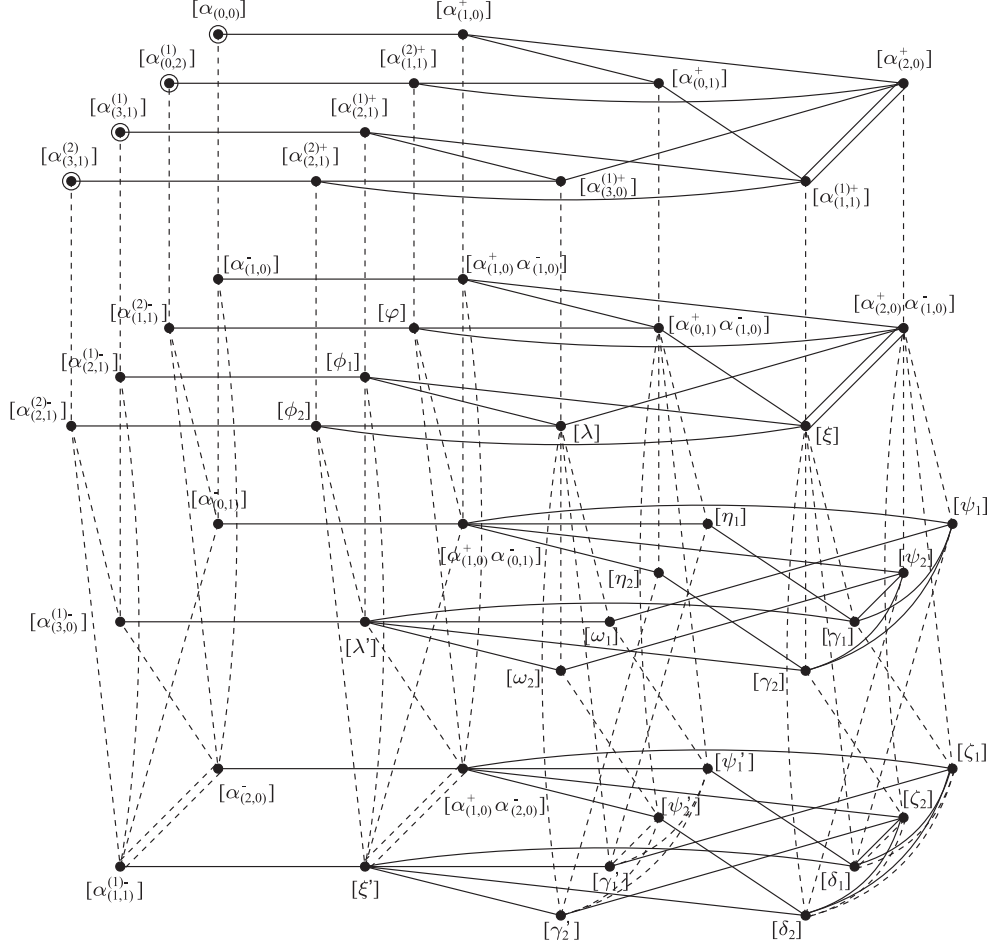 [α_{(0,0)}]
[α^+_{(1,0)}]
[α^{(1)}_{(0,2)}]
[α^{(2)+}_{(1,1)}]
[α^+_{(0,1)}]
[α^+_{(2,0)}]
[α^{(1)}_{(3,1)}]
[α^{(1)+}_{(2,1)}]
[α^{(2)}_{(3,1)}]
[α^{(2)+}_{(2,1)}]
[α^{(1)+}_{(3,0)}]
[α^{(1)+}_{(1,1)}]
[α^-_{(1,0)}]
[α^+_{(1,0)} α^-_{(1,0)}]
[α^{(2)-}_{(1,1)}]
[φ]
[α^+_{(0,1)} α^-_{(1,0)}]
[α^+_{(2,0)} α^-_{(1,0)}]
[α^{(1)-}_{(2,1)}]
[ϕ_1]
[α^{(2)-}_{(2,1)}]
[ϕ_2]
[λ]
[ξ]
[α^-_{(0,1)}]
[η_1]
[ψ_1]
[α^+_{(1,0)} α^-_{(0,1)}]
[η_2]
[ψ_2]
[α^{(1)-}_{(3,0)}]
[λ']
[ω_1]
[γ_1]
[ω_2]
[γ_2]
[α^-_{(2,0)}]
[α^+_{(1,0)} α^-_{(2,0)}]
[ψ_1']
[ζ_1]
[ψ_2']
[ζ_2]
[α^{(1)-}_{(1,1)}]
[ξ']
[γ_1']
[δ_1]
[γ_2']
[δ_2]